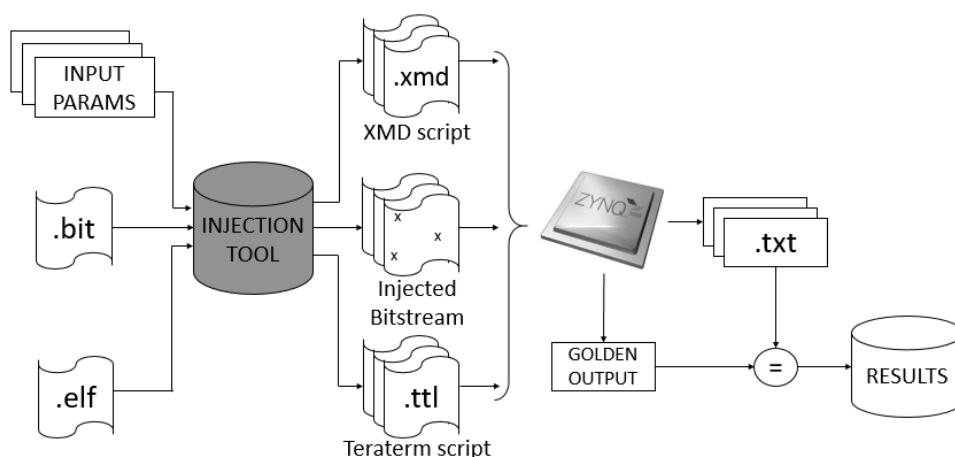 INPUT
PARAMS
.bit
.elf
INJECTION
TOOL
.xmd
XMD script
x
x
x
Injected
Bitstream
.ttl
Teraterm script
ZYNQ
.txt
GOLDEN
OUTPUT
=
RESULTS